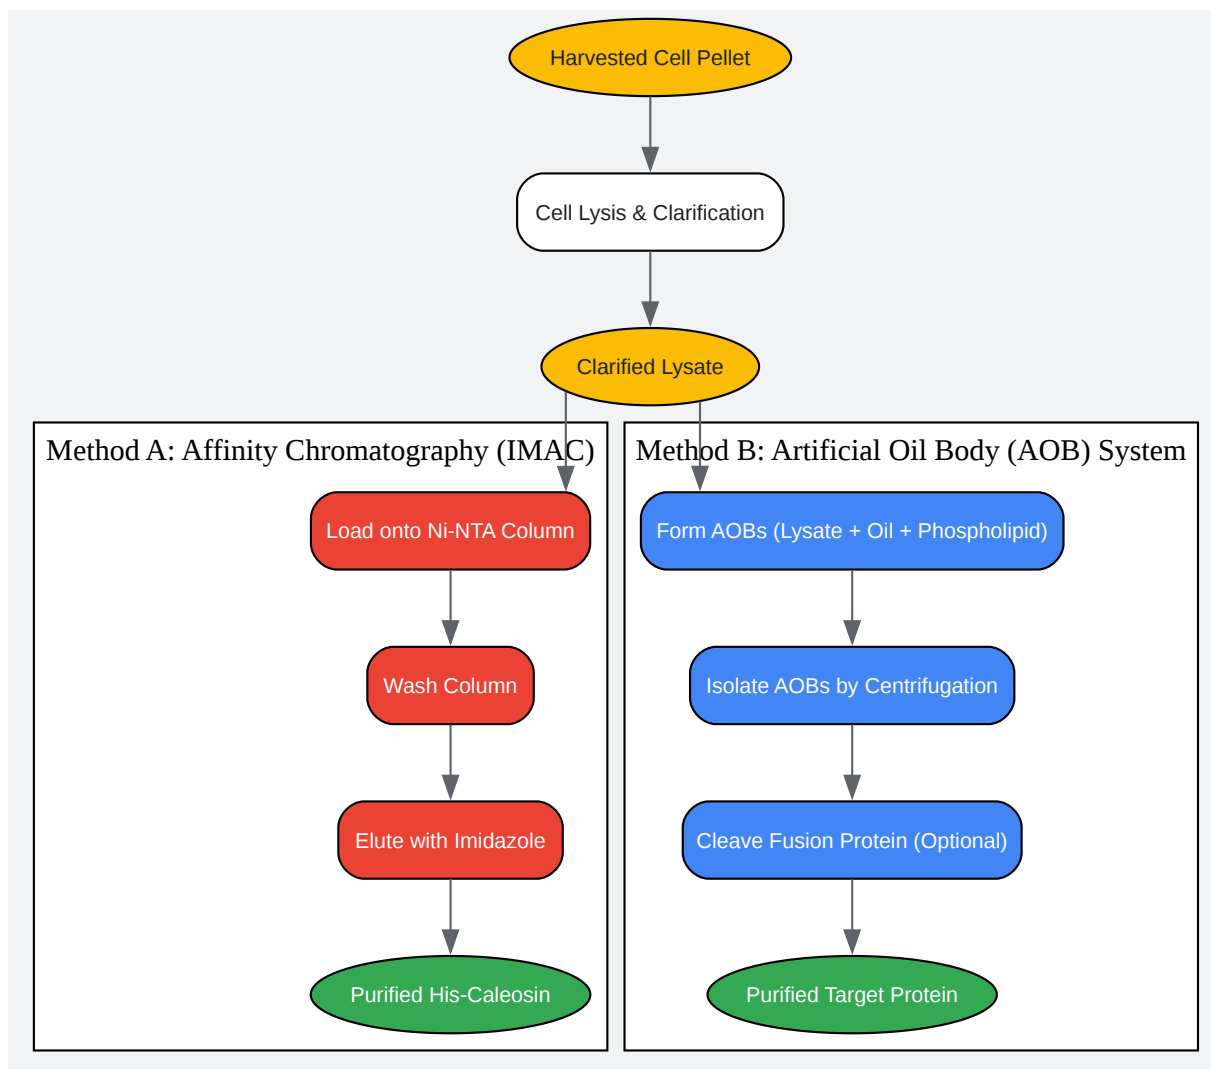 Harvested Cell Pellet
Cell Lysis & Clarification
Clarified Lysate
Method A: Affinity Chromatography (IMAC)
Load onto Ni-NTA Column
Wash Column
Elute with Imidazole
Purified His-Caleosin
Method B: Artificial Oil Body (AOB) System
Form AOBs (Lysate + Oil + Phospholipid)
Isolate AOBs by Centrifugation
Cleave Fusion Protein (Optional)
Purified Target Protein